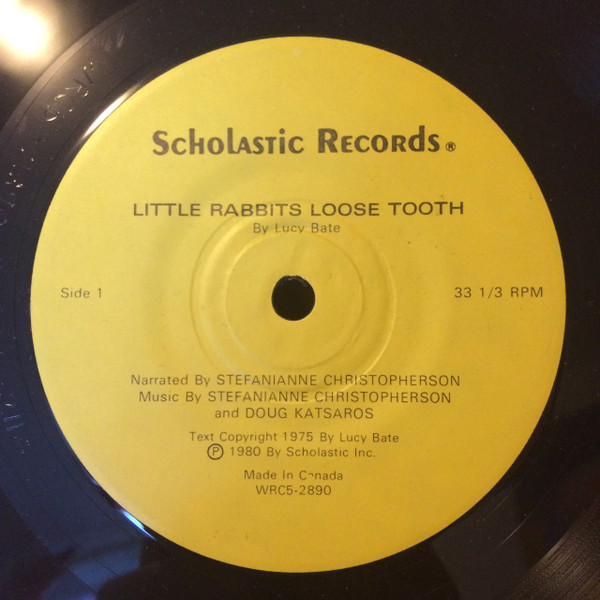 Scholastic Records®
LITTLE RABBITS LOOSE TOOTH
By Lucy Bate
Side 1
33 1/3 RPM
Narrated By STEFANIANNE CHRISTOPHERSON
Music By STEFANIANNE CHRISTOPHERSON
and DOUG KATSAROS
Text Copyright 1975 By Lucy Bate
℗ 1980 By Scholastic Inc.
Made In Canada
WRC5-2890